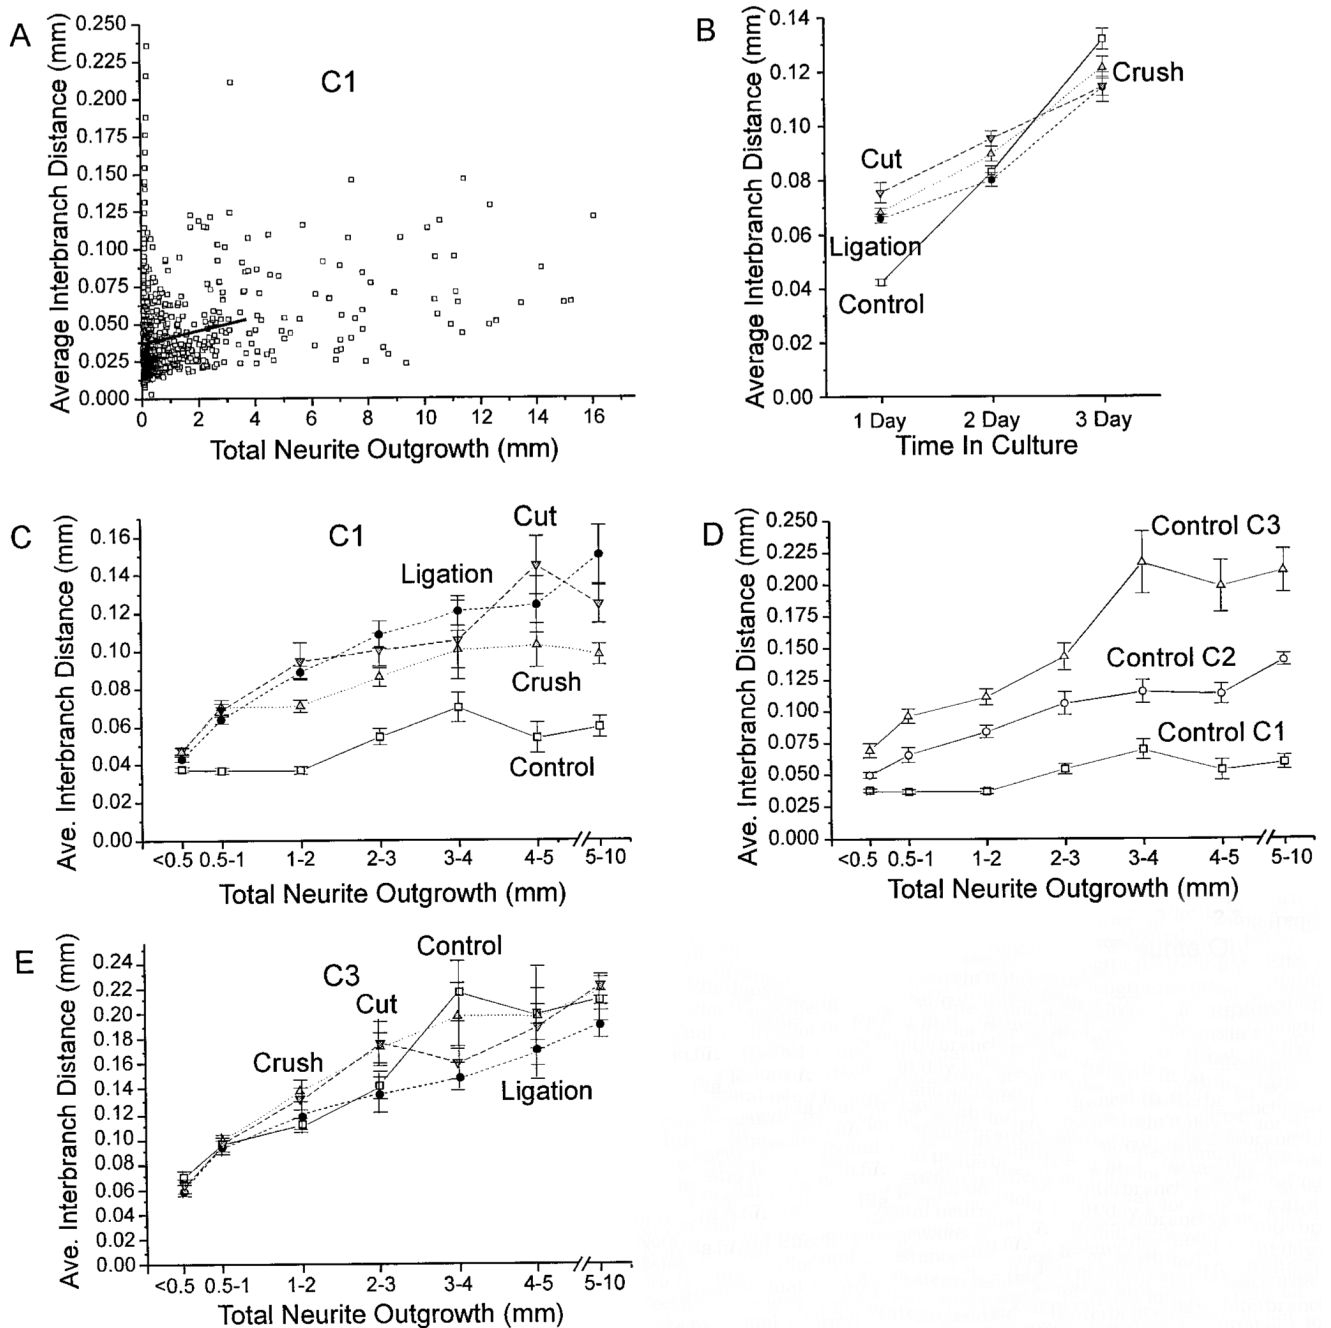 A
C1
Average Interbranch Distance (mm)
0.250
0.225
0.200
0.175
0.150
0.125
0.100
0.075
0.050
0.025
0.000
0 2 4 6 8 10 12 14 16
Total Neurite Outgrowth (mm)
B
Average Interbranch Distance (mm)
0.14
0.12
0.10
0.08
0.06
0.04
0.02
0.00
Crush
Cut
Ligation
Control
1 Day 2 Day 3 Day
Time In Culture
C
C1
Ave. Interbranch Distance (mm)
0.16
0.14
0.12
0.10
0.08
0.06
0.04
0.02
0.00
Cut
Ligation
Crush
Control
<0.5 0.5-1 1-2 2-3 3-4 4-5 5-10
Total Neurite Outgrowth (mm)
D
Ave. Interbranch Distance (mm)
0.250
0.225
0.200
0.175
0.150
0.125
0.100
0.075
0.050
0.025
0.000
Control C3
Control C2
Control C1
<0.5 0.5-1 1-2 2-3 3-4 4-5 5-10
Total Neurite Outgrowth (mm)
E
C3
Ave. Interbranch Distance (mm)
0.24
0.22
0.20
0.18
0.16
0.14
0.12
0.10
0.08
0.06
0.04
0.02
0.00
Control
Cut
Crush
Ligation
<0.5 0.5-1 1-2 2-3 3-4 4-5 5-10
Total Neurite Outgrowth (mm)